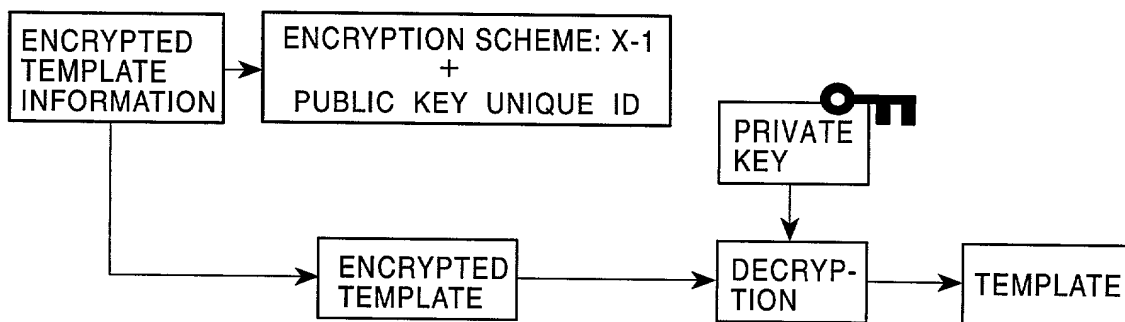 ENCRYPTED
TEMPLATE
INFORMATION
ENCRYPTION SCHEME: X-1
+
PUBLIC KEY UNIQUE ID
PRIVATE
KEY
ENCRYPTED
TEMPLATE
DECRYP-
TION
TEMPLATE